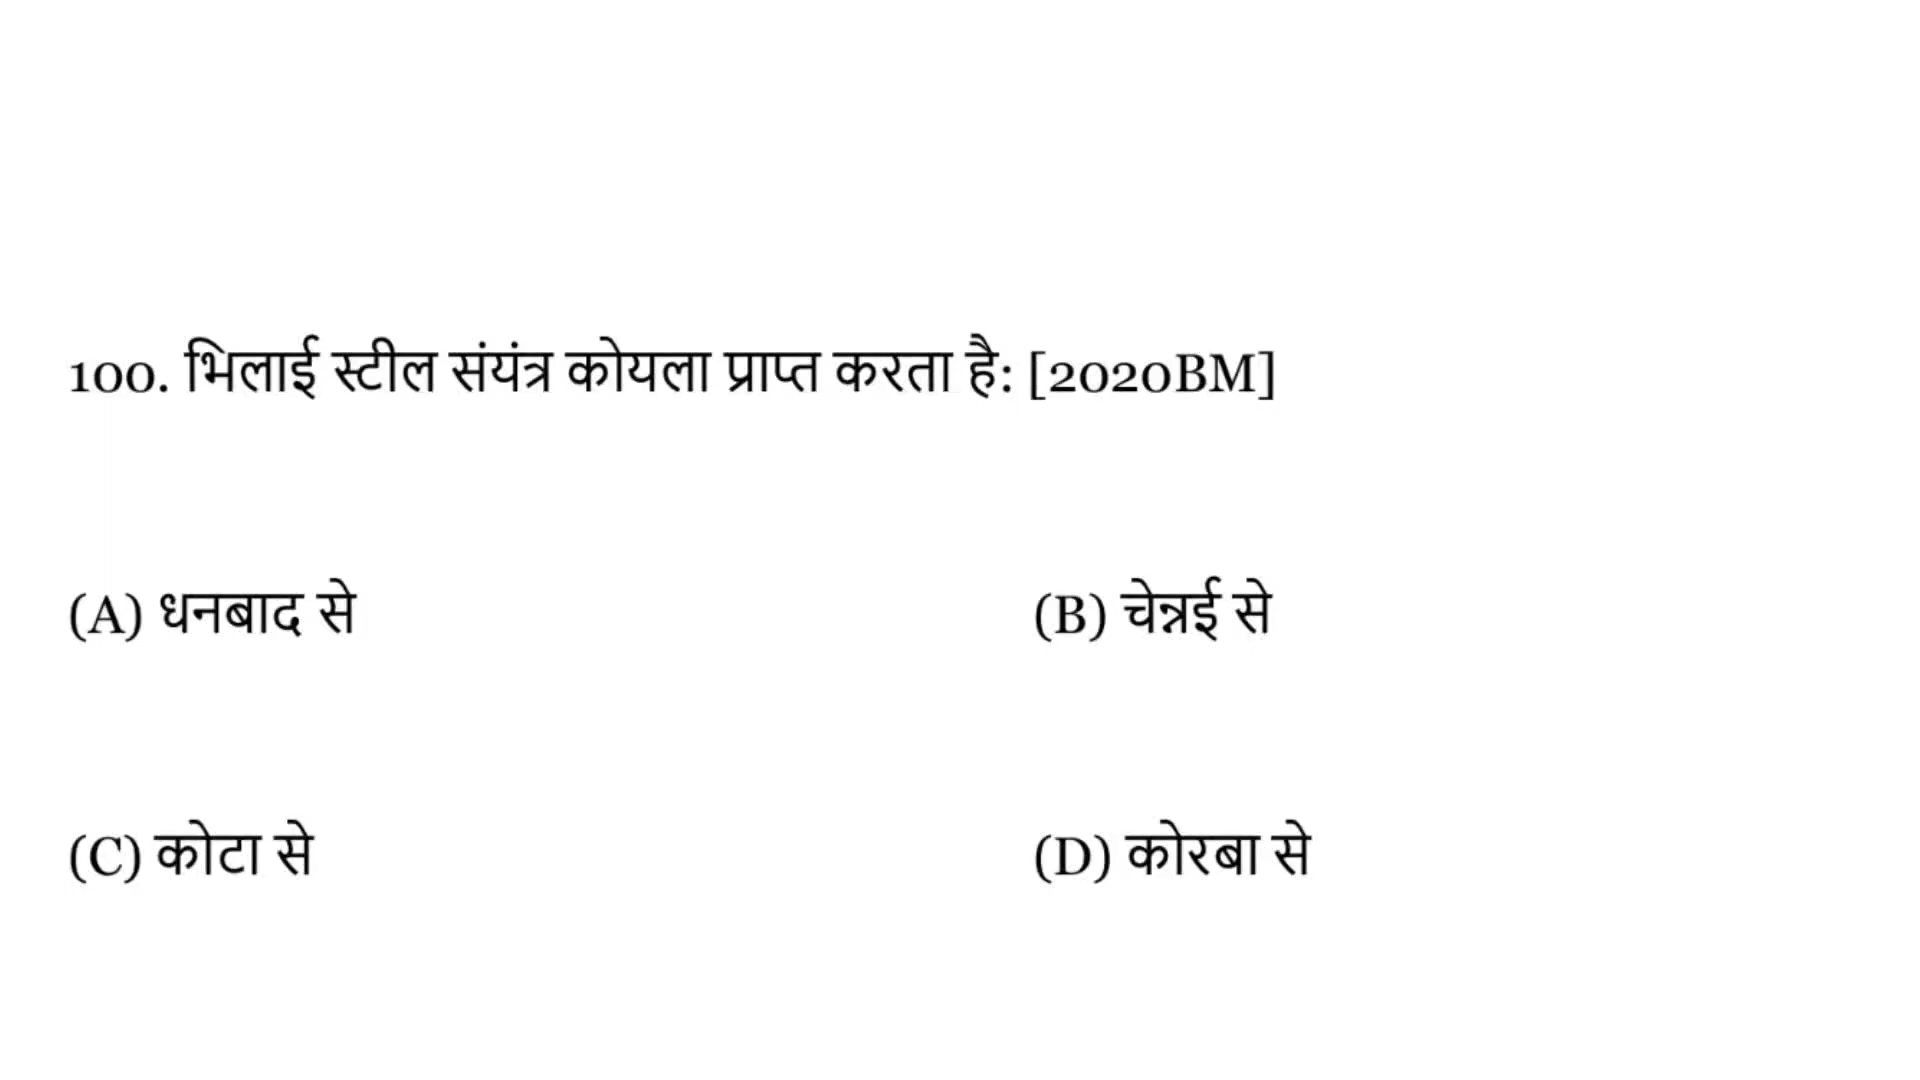 100. भिलाई स्टील संयंत्र कोयला प्राप्त करता है: [2020BM]
(A) धनबाद से
(B) चेन्नई से
(C) कोटा से
(D) कोरबा से